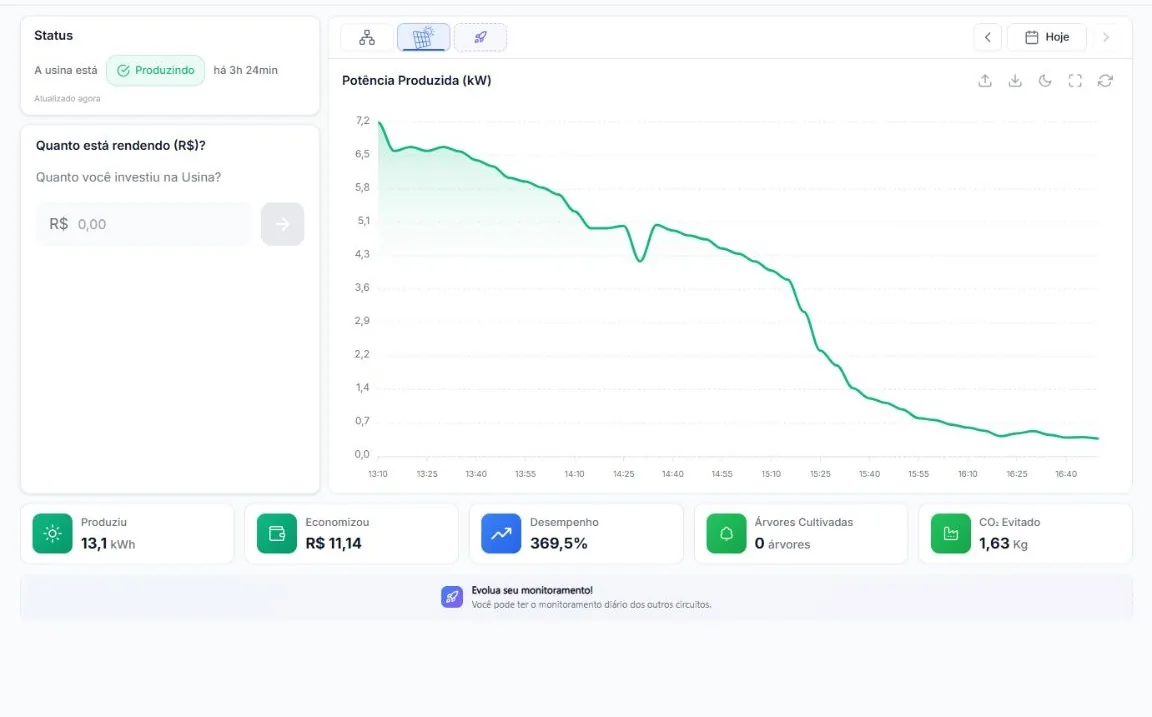 Status
A usina está Produzindo há 3h 24min
Atualizado agora
Quanto está rendendo (R$)?
Quanto você investiu na Usina?
R$ 0,00
Hoje
Potência Produzida (kW)
7,2
6,5
5,8
5,1
4,3
3,6
2,9
2,2
1,4
0,7
0,0
13:10 13:25 13:40 13:55 14:10 14:25 14:40 14:55 15:10 15:25 15:40 15:55 16:10 16:25 16:40
Produziu
13,1 kWh
Economizou
R$ 11,14
Desempenho
369,5%
Árvores Cultivadas
0 árvores
CO₂ Evitado
1,63 Kg
Evolua seu monitoramento!
Você pode ter o monitoramento diário dos outros circuitos.